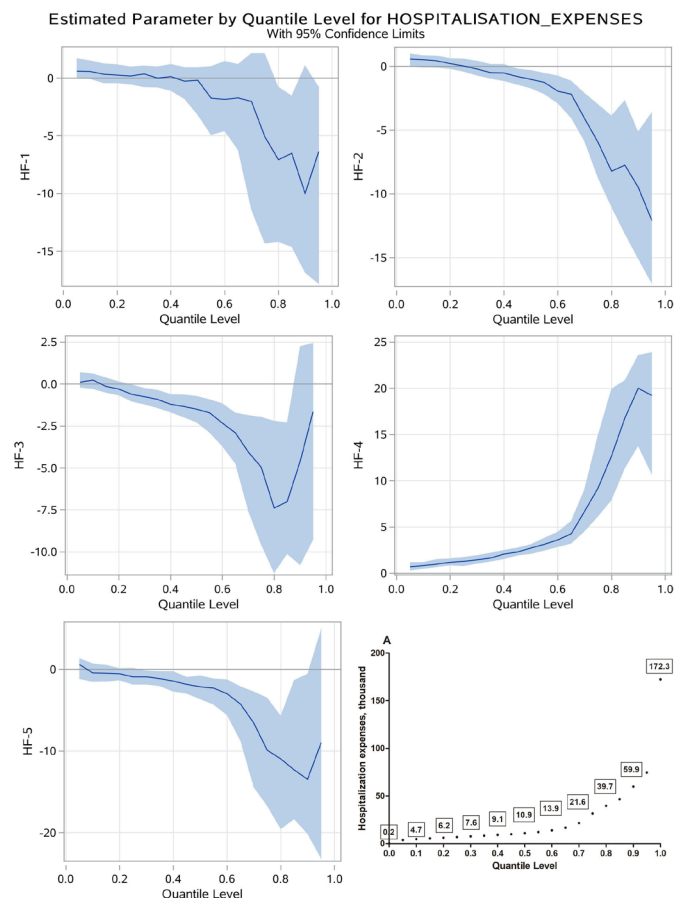 Estimated Parameter by Quantile Level for HOSPITALISATION_EXPENSES
With 95% Confidence Limits
HF-1
0
-5
-10
-15
0.0 0.2 0.4 0.6 0.8 1.0
Quantile Level
HF-2
0
-5
-10
-15
0.0 0.2 0.4 0.6 0.8 1.0
Quantile Level
HF-3
2.5
0.0
-2.5
-5.0
-7.5
-10.0
0.0 0.2 0.4 0.6 0.8 1.0
Quantile Level
HF-4
25
20
15
10
5
0
0.0 0.2 0.4 0.6 0.8 1.0
Quantile Level
HF-5
0
-10
-20
0.0 0.2 0.4 0.6 0.8 1.0
Quantile Level
A
Hospitalization expenses, thousand
200
150
100
50
0
0.2 4.7 6.2 7.6 9.1 10.9 13.9 21.6 39.7 59.9 172.3
0.0 0.1 0.2 0.3 0.4 0.5 0.6 0.7 0.8 0.9 1.0
Quantile Level